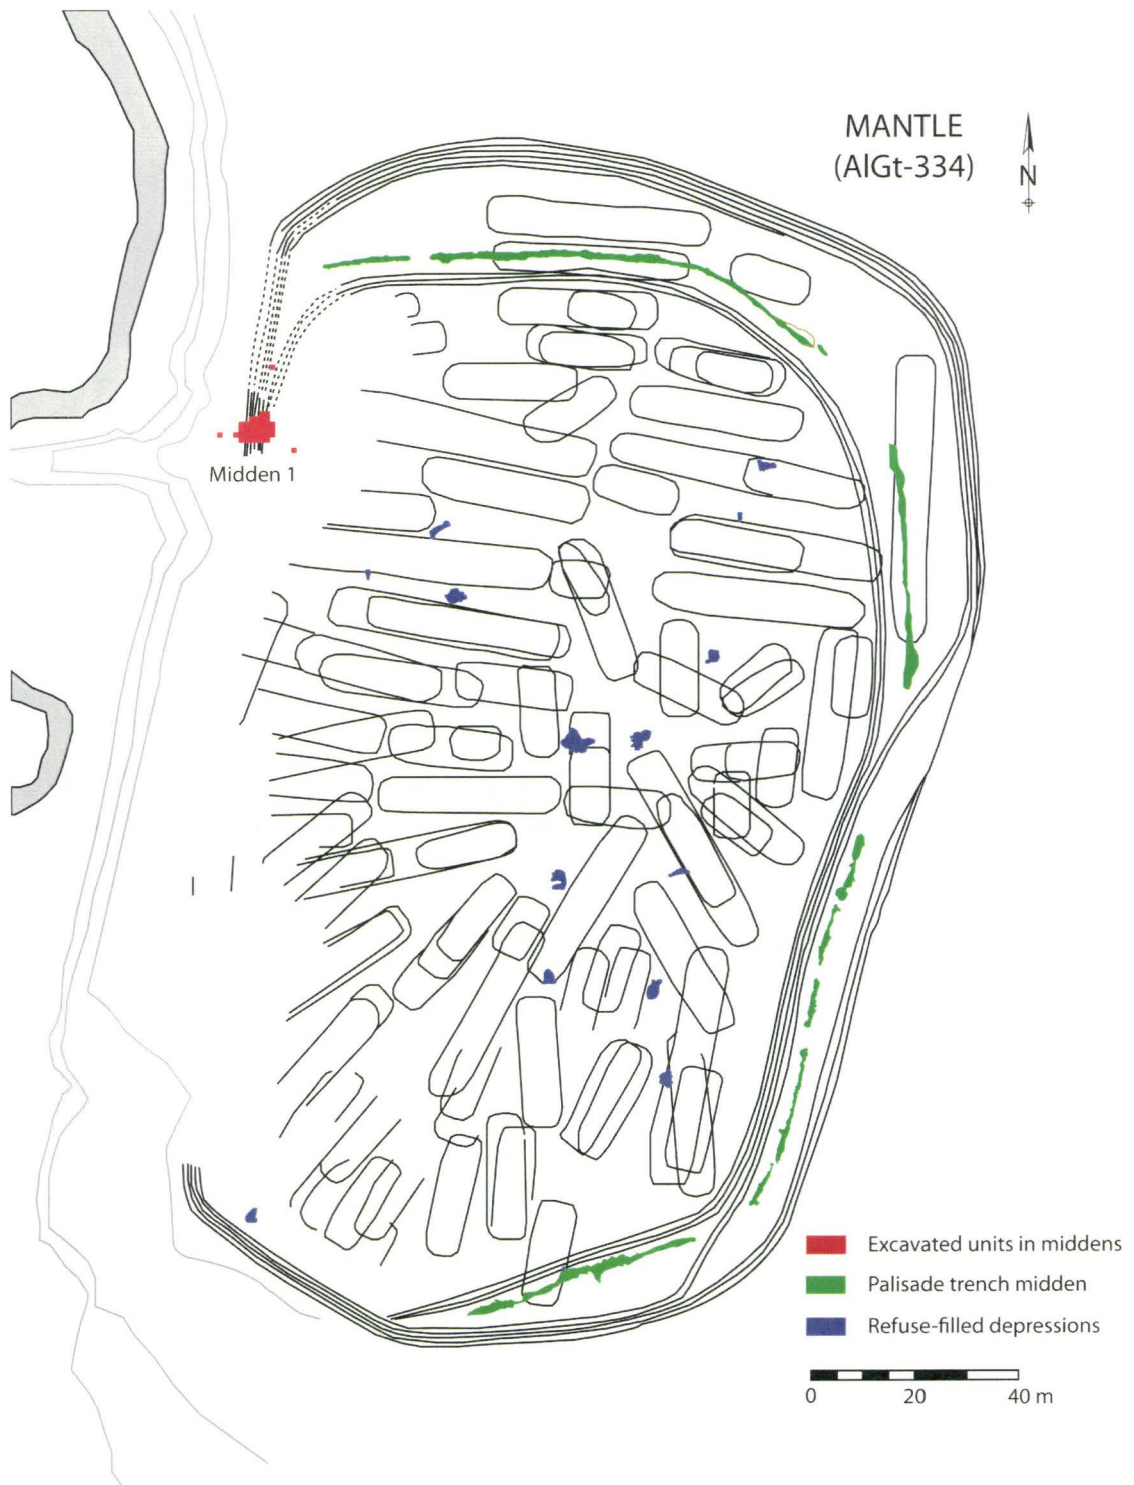 MANTLE
(AlGt-334)
N
Midden 1
Excavated units in middens
Palisade trench midden
Refuse-filled depressions
0 20 40 m